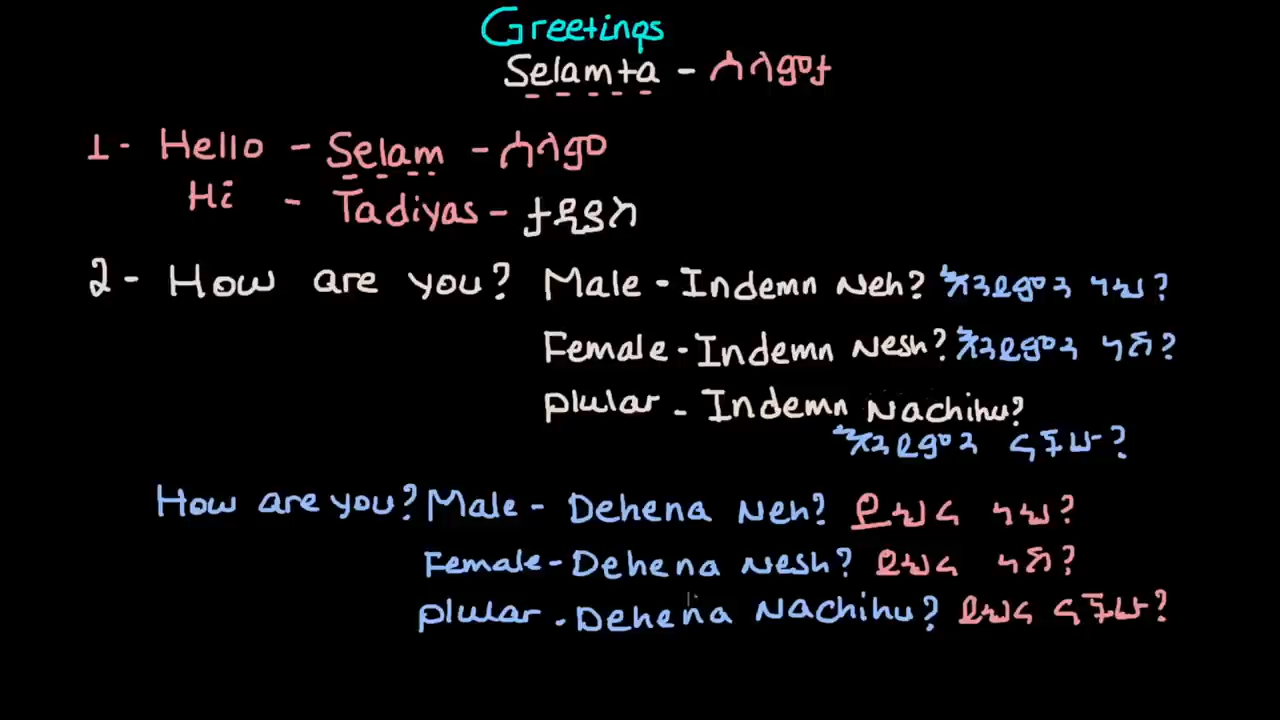 Greetings
Selamta - ሰላምታ
1- Hello - Selam - ሰላም
Hi - Tadiyas - ታዲያስ
2- How are you? Male - Indemn Neh? እንደምን ነህ?
Female - Indemn Nesh? እንደምን ነሽ?
Plular - Indemn Nachihu?
እንደምን ናችሁ?
How are you? Male - Dehena Neh? ደህና ነህ?
Female - Dehena Nesh? ደህና ነሽ?
Plular - Dehena Nachihu? ደህና ናችሁ?